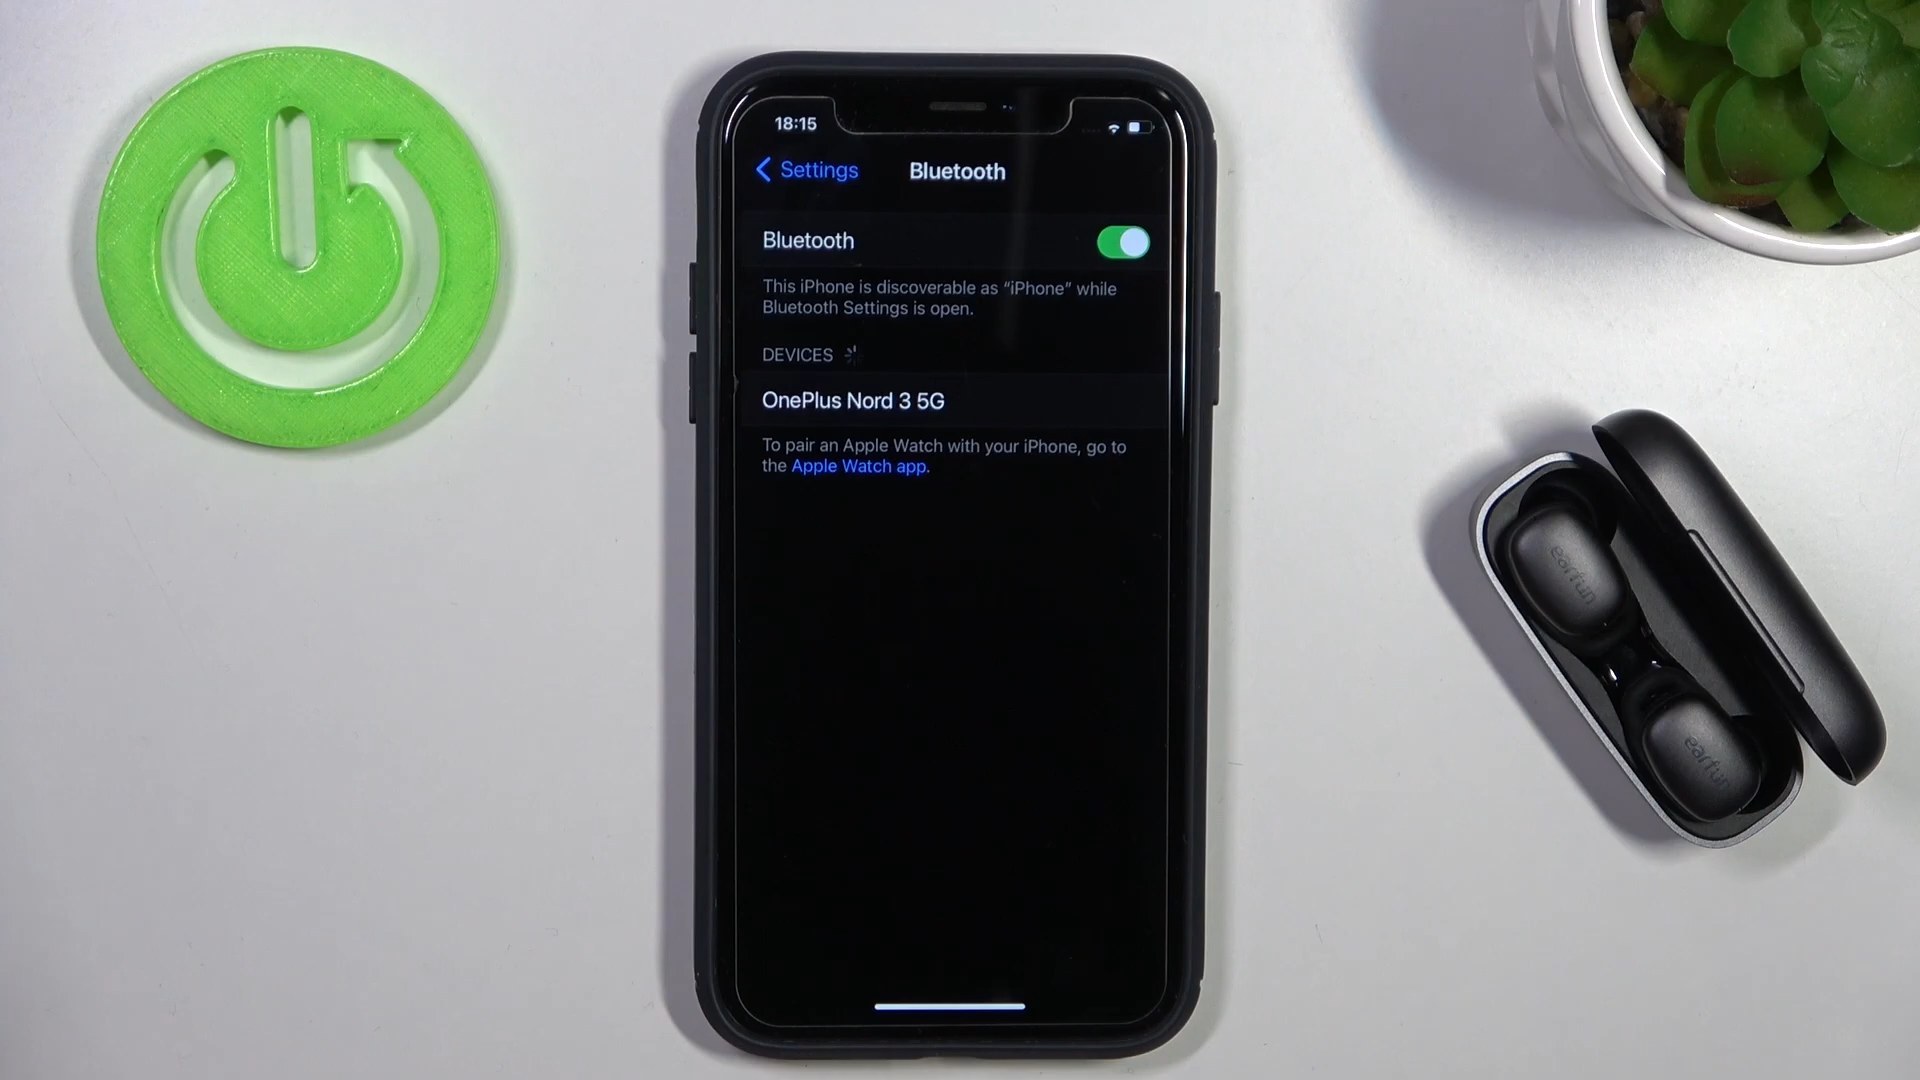 18:15
Settings
Bluetooth
Bluetooth
This iPhone is discoverable as “iPhone” while
Bluetooth Settings is open.
DEVICES
OnePlus Nord 3 5G
To pair an Apple Watch with your iPhone, go to
the Apple Watch app.
earfun
earfun